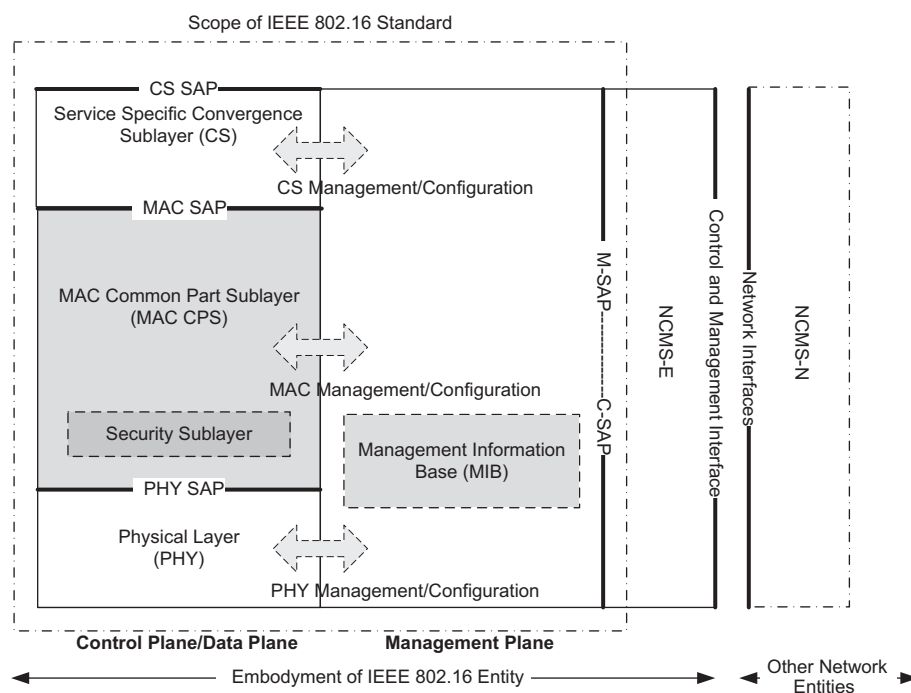 Scope of IEEE 802.16 Standard
CS SAP
Service Specific Convergence
Sublayer (CS)
CS Management/Configuration
MAC SAP
MAC Common Part Sublayer
(MAC CPS)
MAC Management/Configuration
Security Sublayer
Management Information
Base (MIB)
PHY SAP
Physical Layer
(PHY)
PHY Management/Configuration
M-SAP
C-SAP
NCMS-E
Control and Management Interface
Network Interfaces
NCMS-N
Control Plane/Data Plane
Management Plane
Embodyment of IEEE 802.16 Entity
Other Network
Entities